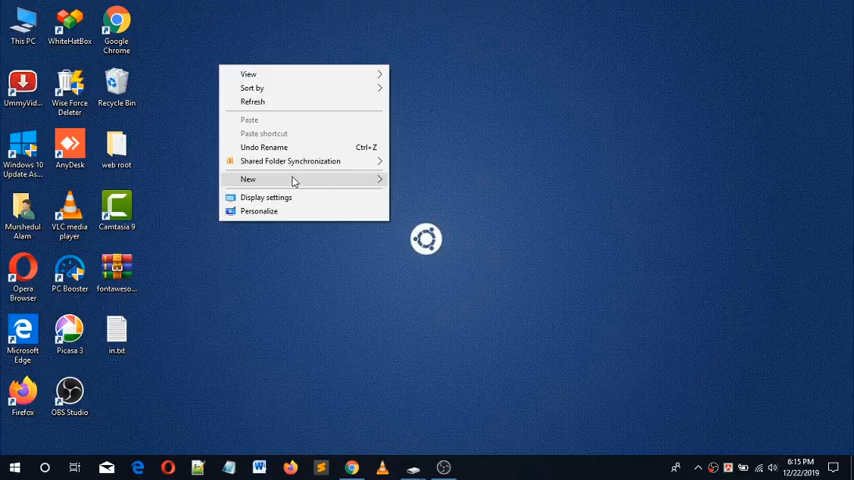 This PC
WhiteHatBox
Google
Chrome
UmmyVid...
Wise Force
Deleter
Recycle Bin
Windows 10
Update As...
AnyDesk
web root
Murshedul
Alam
VLC media
player
Camtasia 9
Opera
Browser
PC Booster
fontaweso...
Microsoft
Edge
Picasa 3
in.txt
Firefox
OBS Studio
View
Sort by
Refresh
Paste
Paste shortcut
Undo Rename Ctrl+Z
Shared Folder Synchronization
New
Display settings
Personalize
6:15 PM
12/22/2019